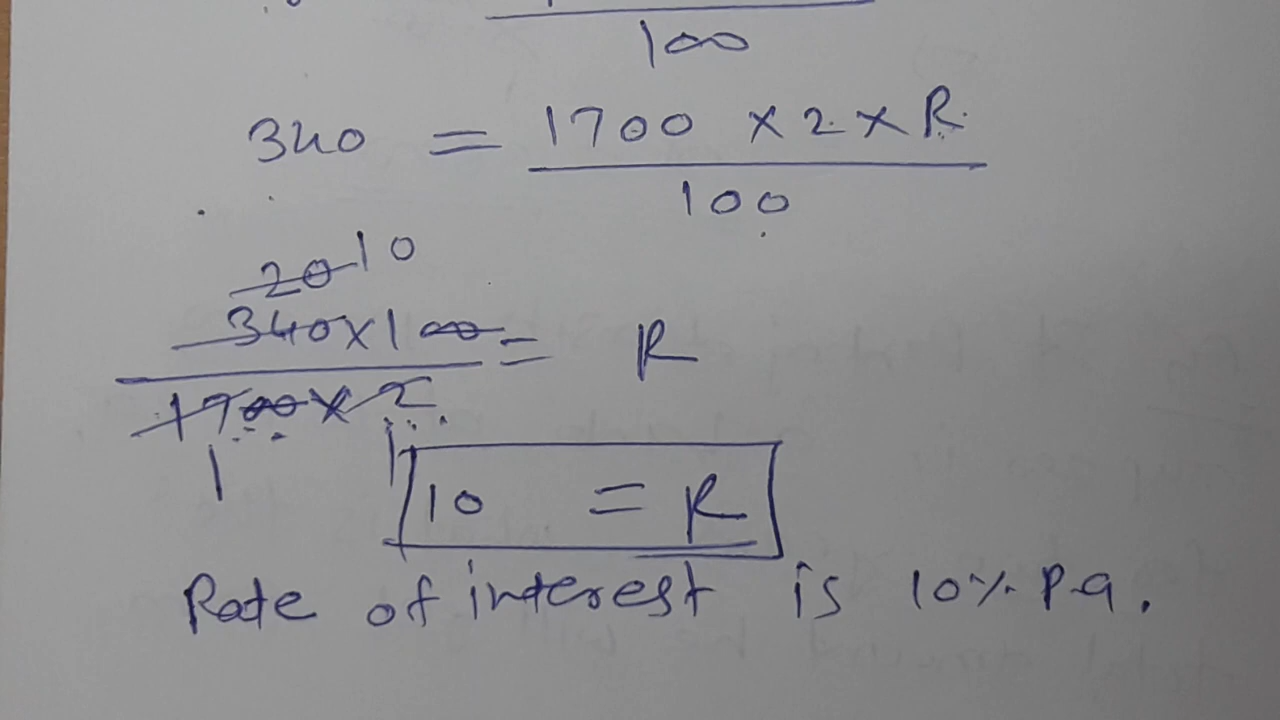 100
340 = 1700 × 2 × R
100
20 10
340×100 = R
1700×2
1 1
10 = R
Rate of interest is 10% p.a.